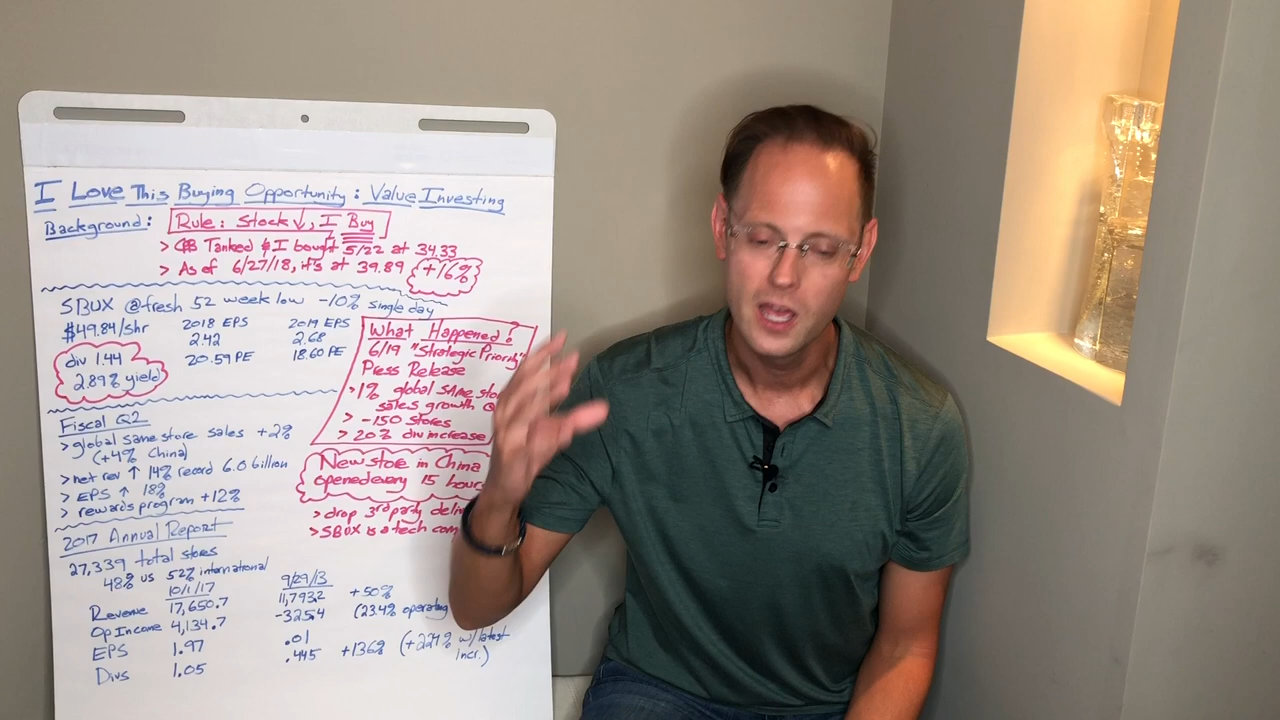 I Love This Buying Opportunity: Value Investing
Background: Rule: Stock ↓, I Buy
> CPB Tanked & I bought 5/22 at 34.33
> As of 6/27/18, it's at 39.89 +16%
SBUX @ fresh 52 week low -10% single day
$49.84/shr 2018 EPS 2019 EPS
2.42 2.68
div 1.44 20.59 PE 18.60 PE
2.89% yield
What Happened?
6/19 "Strategic Priority
Press Release
> 1% global same
sales growth
> -150 stores
> 20% div increase
Fiscal Q2
> global same store sales +2%
(+4% China)
> net rev ↑ 14% record 6.0 billion
> EPS ↑ 18%
> rewards program +12%
New store in China
opened every 15 hours
> drop 3rd party
> SBUX is a tech
2017 Annual Report
27,339 total stores
48% US 52% international
10/1/17 9/29/13
Revenue 17,650.7 11,793.2 +50%
Op Income 4,134.7 -325.4 (23.4% operating
EPS 1.97 .01
Divs 1.05 .445 +136% (+224% w/latest
incr.)